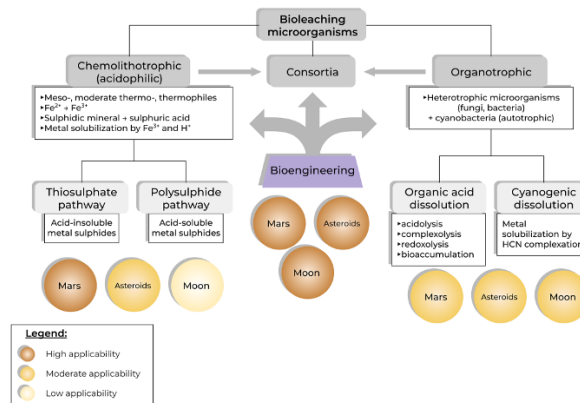 Bioleaching
microorganisms
Chemolithotrophic
(acidophilic)
Consortia
Organotrophic
▸Meso-, moderate thermo-, thermophiles
▸Fe²⁺ → Fe³⁺
▸Sulphidic mineral → sulphuric acid
▸Metal solubilization by Fe³⁺ and H⁺
▸Heterotrophic microorganisms
(fungi, bacteria)
+ cyanobacteria (autotrophic)
Bioengineering
Thiosulphate
pathway
Polysulphide
pathway
Organic acid
dissolution
Cyanogenic
dissolution
Acid-insoluble
metal sulphides
Acid-soluble
metal sulphides
▸acidolysis
▸complexolysis
▸redoxolysis
▸bioaccumulation
Metal
solubilization by
HCN complexation
Mars
Asteroids
Moon
Mars
Asteroids
Moon
Mars
Asteroids
Moon
Legend:
High applicability
Moderate applicability
Low applicability